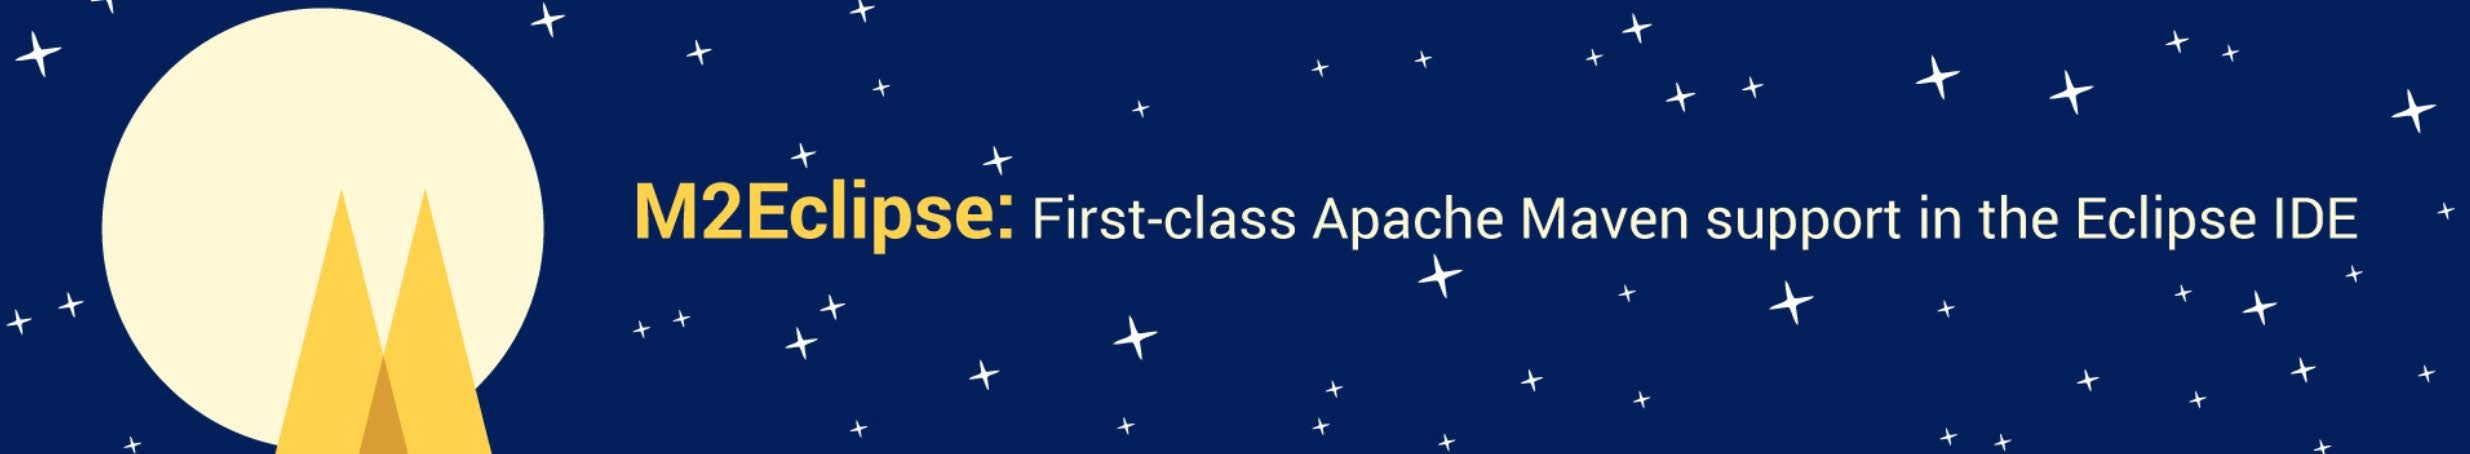 M2Eclipse: First-class Apache Maven support in the Eclipse IDE